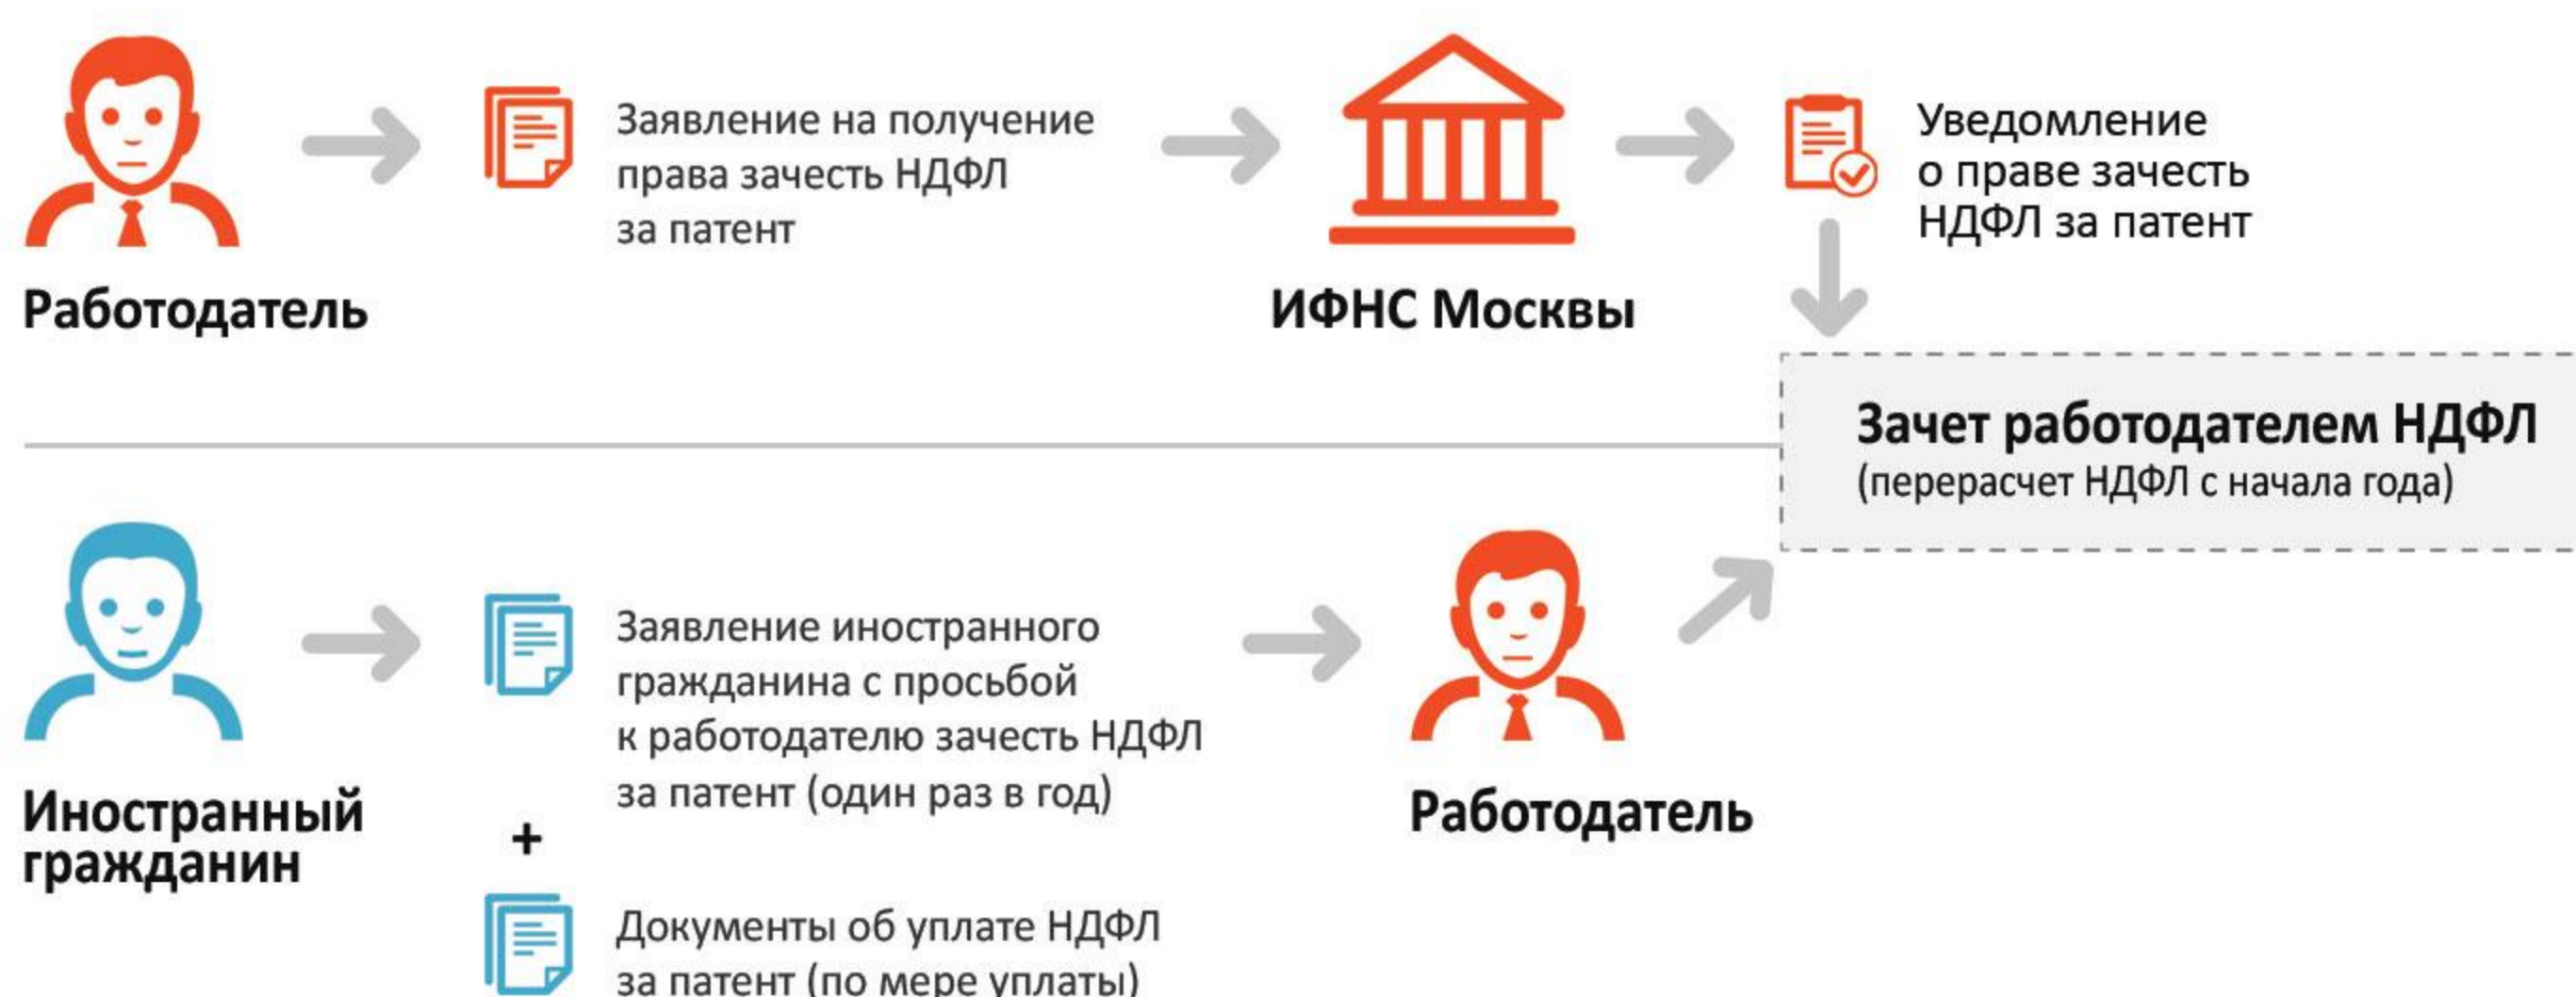 Заявление на получение
права зачесть НДФЛ
за патент
Уведомление
о праве зачесть
НДФЛ за патент
Работодатель
ИФНС Москвы
Зачет работодателем НДФЛ
(перерасчет НДФЛ с начала года)
Заявление иностранного
гражданина с просьбой
к работодателю зачесть НДФЛ
за патент (один раз в год)
Иностранный
гражданин
+
Работодатель
Документы об уплате НДФЛ
за патент (по мере уплаты)